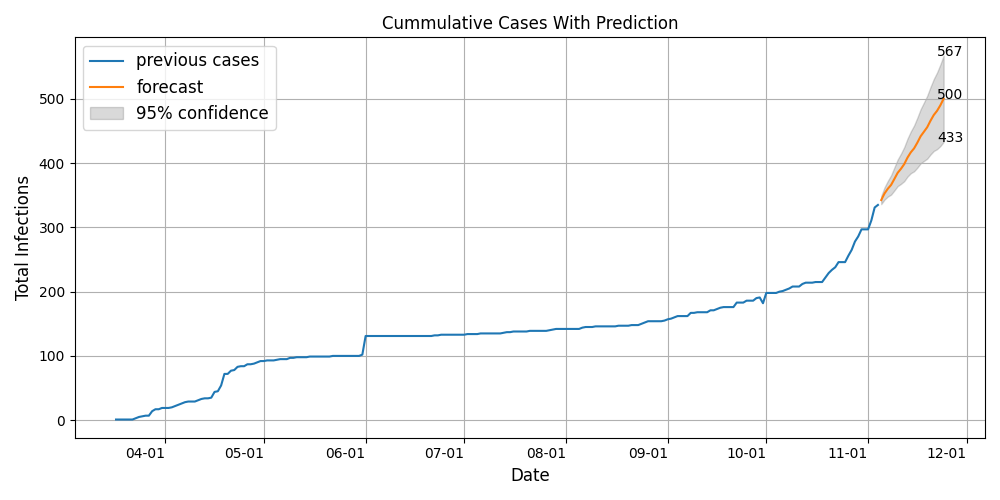 Cummulative Cases With Prediction
previous cases
forecast
95% confidence
567
500
433
Total Infections
500
400
300
200
100
0
04-01 05-01 06-01 07-01 08-01 09-01 10-01 11-01 12-01
Date